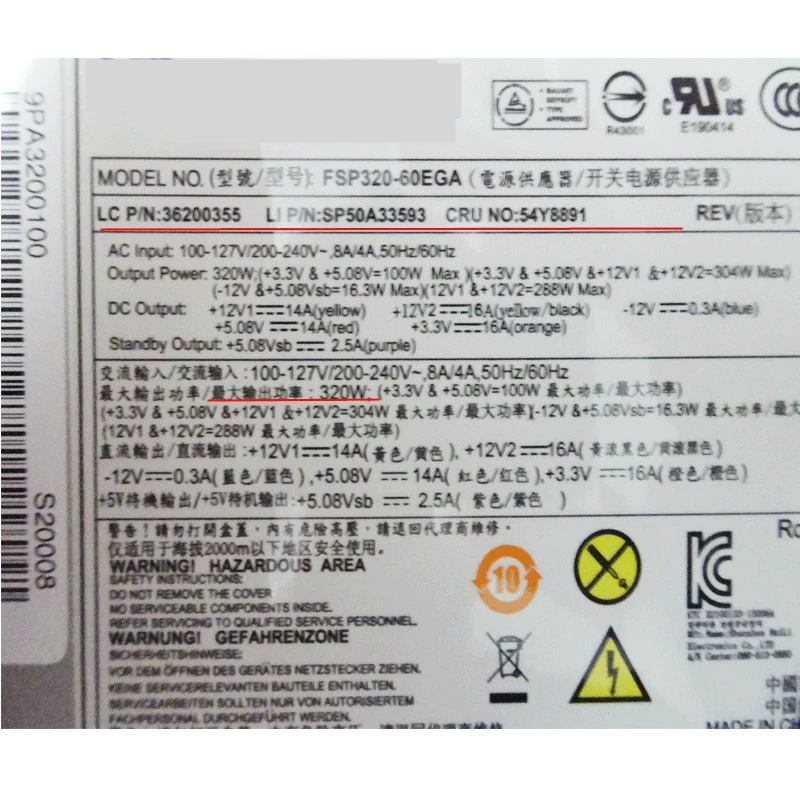 R43001
c UL us
E190414
MODEL NO. (型號/型号): FSP320-60EGA (電源供應器/开关电源供应器)
LC P/N:36200355 LI P/N:SP50A33593 CRU NO:54Y8891 REV(版本)
AC Input: 100-127V/200-240V~,8A/4A,50Hz/60Hz
Output Power: 320W;(+3.3V & +5.08V=100W Max )(+3.3V & +5.08V &+12V1 &+12V2=304W Max)
(-12V &+5.08Vsb=16.3W Max)(12V1 &+12V2=288W Max)
DC Output: +12V1⎓14A(yellow) +12V2⎓16A(yellow/black) -12V⎓0.3A(blue)
+5.08V ⎓14A(red) +3.3V⎓16A(orange)
Standby Output: +5.08Vsb ⎓ 2.5A(purple)
交流輸入/交流输入:100-127V/200-240V~,8A/4A,50Hz/60Hz
最大輸出功率/最大输出功率: 320W; (+3.3V & +5.08V=100W 最大功率/最大功率)
(+3.3V & +5.08V &+12V1 &+12V2=304W 最大功率/最大功率)(-12V &+5.08Vsb=16.3W 最大功率/最大
(12V1 &+12V2=288W 最大功率/最大功率)
直流輸出/直流输出:+12V1⎓14A(黃色/黄色), +12V2⎓16A(黃滾黑色/黄滚黑色)
-12V⎓0.3A(藍色/蓝色),+5.08V ⎓ 14A(紅色/红色),+3.3V ⎓16A(橙色/橙色)
+5V待機輸出/+5V待机输出:+5.08Vsb ⎓ 2.5A( 紫色/紫色 )
警告!請勿打開盒蓋,內有危險高壓,請退回代理商維修。
仅适用于海拔2000m以下地区安全使用。
WARNING! HAZARDOUS AREA
SAFETY INSTRUCTIONS:
DO NOT REMOVE THE COVER
NO SERVICEABLE COMPONENTS INSIDE.
REFER SERVICING TO QUALIFIED SERVICE PERSONNEL.
WARNUNG! GEFAHRENZONE
SICHERHEITSHINWEISE:
VOR DEM ÖFFNEN DES GERÄTES NETZSTECKER ZIEHEN.
KEINE SERVICERELEVANTEN BAUTEILE ENTHALTEN.
SERVICEARBEITEN SOLLTEN NUR VON AUTORISIERTEM
FACHPERSONAL DURCHGEFÜHRT WERDEN.
10
Ro
中國
中国
MADE IN CH
9PA3200100
S20008